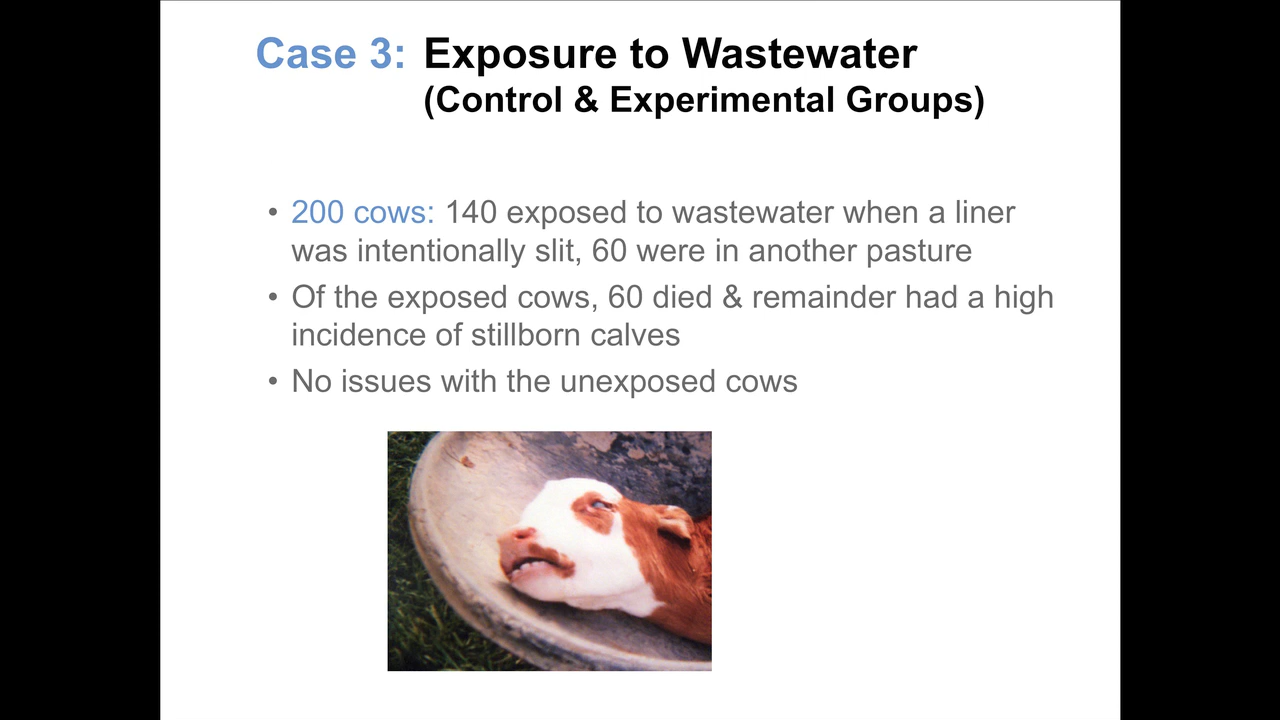 Case 3: Exposure to Wastewater
(Control & Experimental Groups)
• 200 cows: 140 exposed to wastewater when a liner
was intentionally slit, 60 were in another pasture
• Of the exposed cows, 60 died & remainder had a high
incidence of stillborn calves
• No issues with the unexposed cows